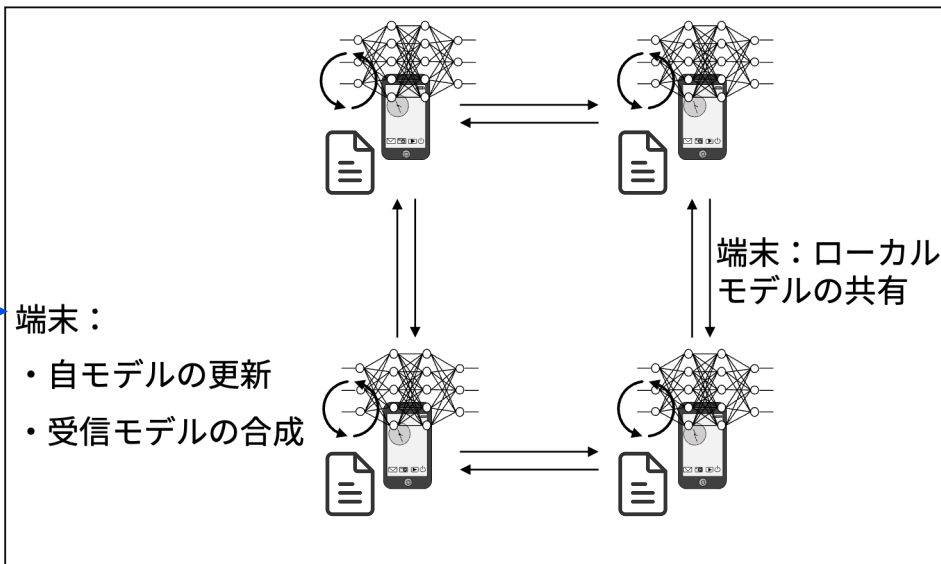 端末：ローカル
モデルの共有
端末：
・自モデルの更新
・受信モデルの合成